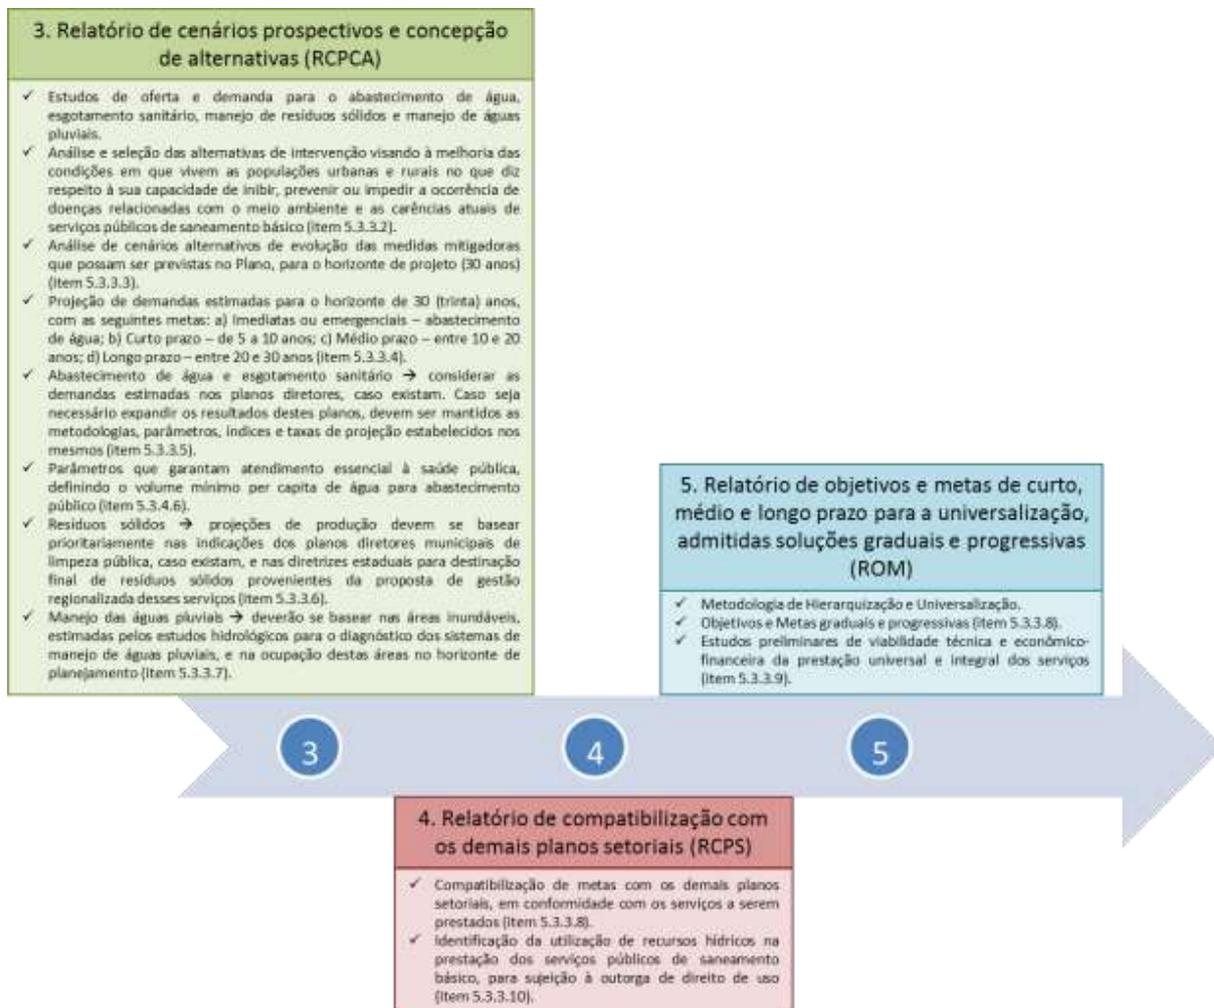 3. Relatório de cenários prospectivos e concepção
de alternativas (RCPCA)
✓ Estudos de oferta e demanda para o abastecimento de água,
esgotamento sanitário, manejo de resíduos sólidos e manejo de águas
pluviais.
✓ Análise e seleção das alternativas de intervenção visando à melhoria das
condições em que vivem as populações urbanas e rurais no que diz
respeito à sua capacidade de inibir, prevenir ou impedir a ocorrência de
doenças relacionadas com o meio ambiente e as carências atuais de
serviços públicos de saneamento básico (item 5.3.3.2).
✓ Análise de cenários alternativos de evolução das medidas mitigadoras
que possam ser previstas no Plano, para o horizonte de projeto (30 anos)
(item 5.3.3.3).
✓ Projeção de demandas estimadas para o horizonte de 30 (trinta) anos,
com as seguintes metas: a) Imediatas ou emergenciais – abastecimento
de água; b) Curto prazo – de 5 a 10 anos; c) Médio prazo – entre 10 e 20
anos; d) Longo prazo – entre 20 e 30 anos (item 5.3.3.4).
✓ Abastecimento de água e esgotamento sanitário → considerar as
demandas estimadas nos planos diretores, caso existam. Caso seja
necessário expandir os resultados destes planos, devem ser mantidos as
metodologias, parâmetros, índices e taxas de projeção estabelecidos nos
mesmos (item 5.3.3.5).
✓ Parâmetros que garantam atendimento essencial à saúde pública,
definindo o volume mínimo per capita de água para abastecimento
público (item 5.3.4.6).
✓ Resíduos sólidos → projeções de produção devem se basear
prioritariamente nas indicações dos planos diretores municipais de
limpeza pública, caso existam, e nas diretrizes estaduais para destinação
final de resíduos sólidos provenientes da proposta de gestão
regionalizada desses serviços (item 5.3.3.6).
✓ Manejo das águas pluviais → deverão se basear nas áreas inundáveis,
estimadas pelos estudos hidrológicos para o diagnóstico dos sistemas de
manejo de águas pluviais, e na ocupação destas áreas no horizonte de
planejamento (item 5.3.3.7).
5. Relatório de objetivos e metas de curto,
médio e longo prazo para a universalização,
admitidas soluções graduais e progressivas
(ROM)
✓ Metodologia de Hierarquização e Universalização.
✓ Objetivos e Metas graduais e progressivas (item 5.3.3.8).
✓ Estudos preliminares de viabilidade técnica e econômico-
financeira da prestação universal e integral dos serviços
(item 5.3.3.9).
3
4
5
4. Relatório de compatibilização com
os demais planos setoriais (RCPS)
✓ Compatibilização de metas com os demais planos
setoriais, em conformidade com os serviços a serem
prestados (item 5.3.3.8).
✓ Identificação da utilização de recursos hídricos na
prestação dos serviços públicos de saneamento
básico, para sujeição à outorga de direito de uso
(item 5.3.3.10).